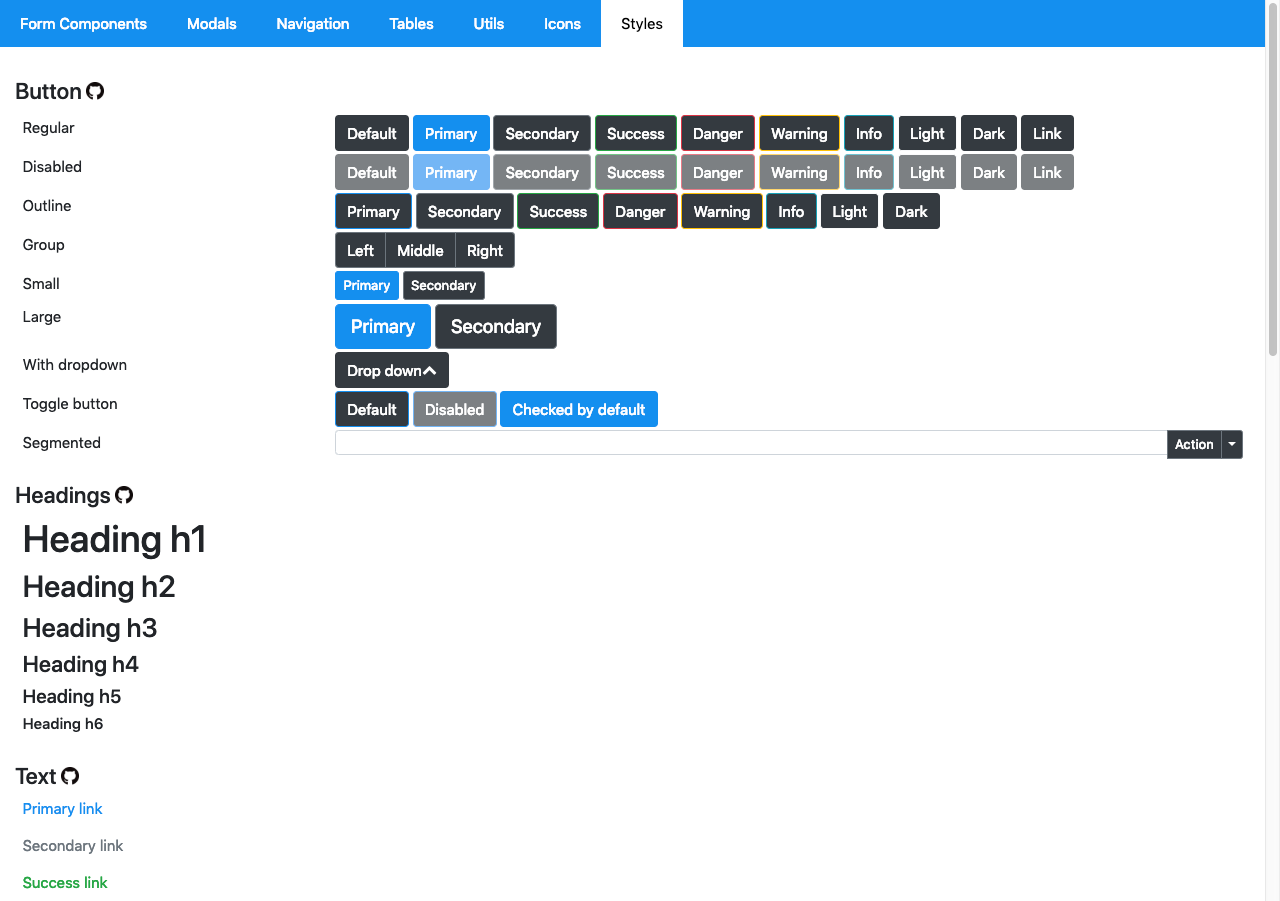 Form Components Modals Navigation Tables Utils Icons Styles
Button
Regular Default Primary Secondary Success Danger Warning Info Light Dark Link
Disabled Default Primary Secondary Success Danger Warning Info Light Dark Link
Outline Primary Secondary Success Danger Warning Info Light Dark
Group Left Middle Right
Small Primary Secondary
Large Primary Secondary
With dropdown Drop down
Toggle button Default Disabled Checked by default
Segmented Action
Headings
Heading h1
Heading h2
Heading h3
Heading h4
Heading h5
Heading h6
Text
Primary link
Secondary link
Success link